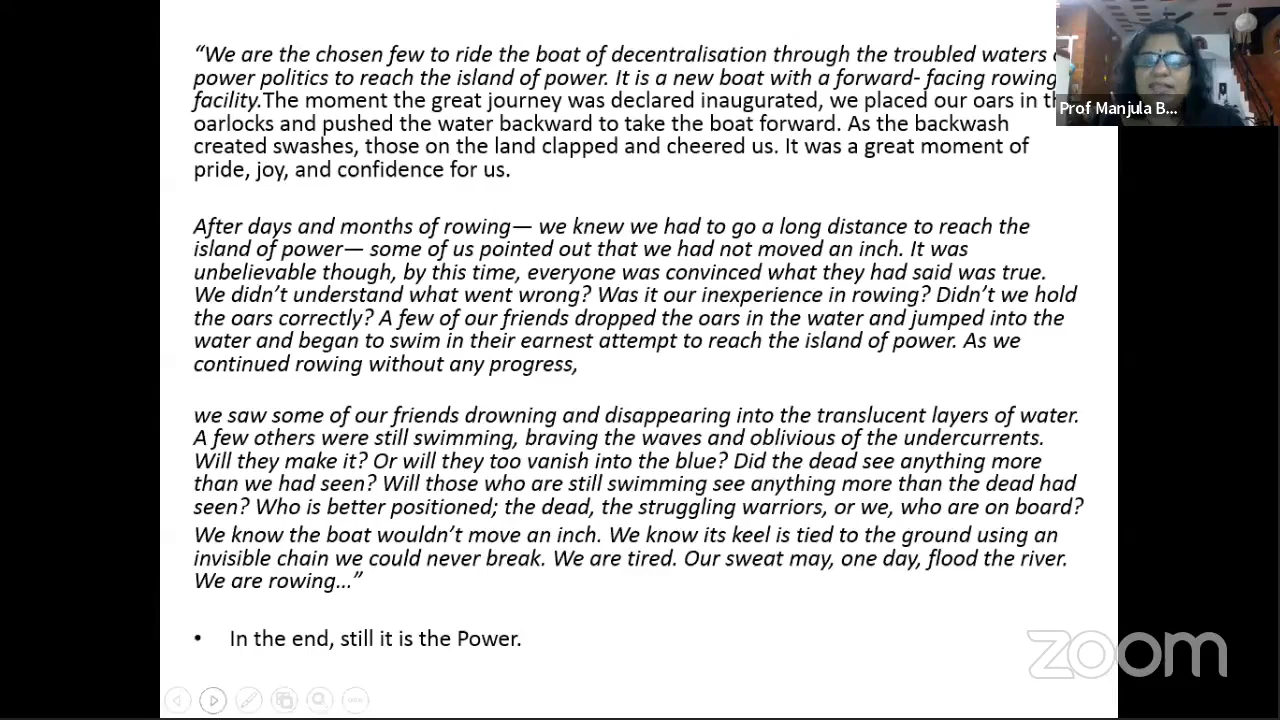 “We are the chosen few to ride the boat of decentralisation through the troubled waters
power politics to reach the island of power. It is a new boat with a forward- facing rowing
facility.The moment the great journey was declared inaugurated, we placed our oars in
oarlocks and pushed the water backward to take the boat forward. As the backwash
created swashes, those on the land clapped and cheered us. It was a great moment of
pride, joy, and confidence for us.
After days and months of rowing— we knew we had to go a long distance to reach the
island of power— some of us pointed out that we had not moved an inch. It was
unbelievable though, by this time, everyone was convinced what they had said was true.
We didn’t understand what went wrong? Was it our inexperience in rowing? Didn’t we hold
the oars correctly? A few of our friends dropped the oars in the water and jumped into the
water and began to swim in their earnest attempt to reach the island of power. As we
continued rowing without any progress,
we saw some of our friends drowning and disappearing into the translucent layers of water.
A few others were still swimming, braving the waves and oblivious of the undercurrents.
Will they make it? Or will they too vanish into the blue? Did the dead see anything more
than we had seen? Will those who are still swimming see anything more than the dead had
seen? Who is better positioned; the dead, the struggling warriors, or we, who are on board?
We know the boat wouldn’t move an inch. We know its keel is tied to the ground using an
invisible chain we could never break. We are tired. Our sweat may, one day, flood the river.
We are rowing…”
• In the end, still it is the Power.
Prof Manjula B...
zoom